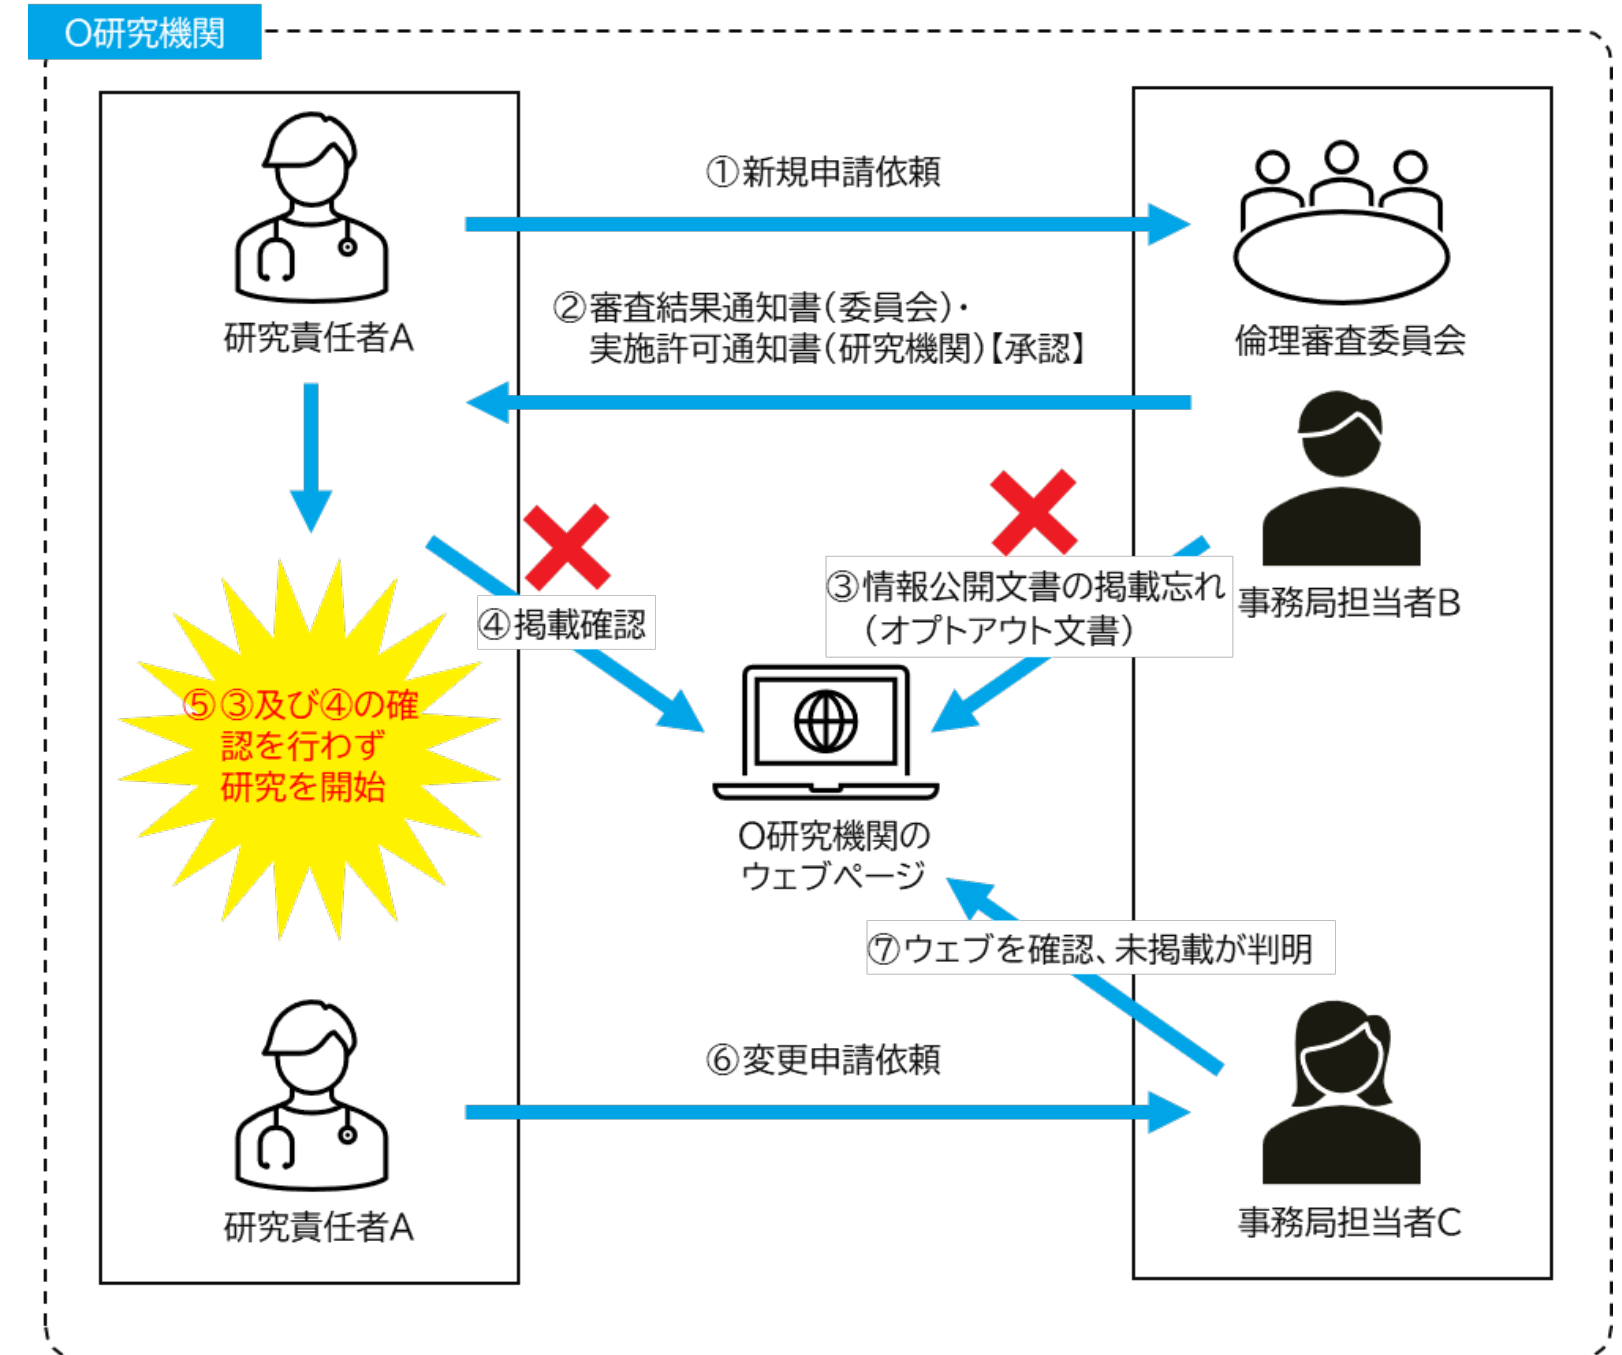 O研究機関
①新規申請依頼
②審査結果通知書(委員会)・
実施許可通知書(研究機関)【承認】
研究責任者A
倫理審査委員会
③情報公開文書の掲載忘れ
(オプトアウト文書)
事務局担当者B
④掲載確認
⑤③及び④の確
認を行わず
研究を開始
O研究機関の
ウェブページ
⑦ウェブを確認、未掲載が判明
⑥変更申請依頼
研究責任者A
事務局担当者C